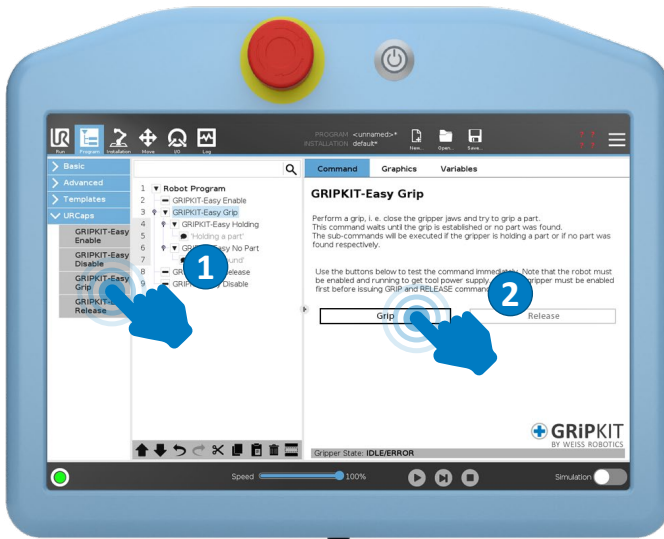 PROGRAM <unnamed>*
INSTALLATION default*
Run
Program
Installation
Move
I/O
Log
New...
Open...
Save...
Basic
Advanced
Templates
URCaps
GRIPKIT-Easy
Enable
GRIPKIT-Easy
Disable
GRIPKIT-Easy
Grip
Release
1 Robot Program
2 GRIPKIT-Easy Enable
3 GRIPKIT-Easy Grip
4 GRIPKIT-Easy Holding
5 'Holding a part'
6 Easy No Part
7
8
9 Disable
1
Command Graphics Variables
GRIPKIT-Easy Grip
Perform a grip, i. e. close the gripper jaws and try to grip a part.
This command waits until the grip is established or no part was found.
The sub-commands will be executed if the gripper is holding a part or if no part was
found respectively.
Use the buttons below to test the command immediately. Note that the robot must
be enabled and running to get tool power supply. gripper must be enabled
first before issuing GRIP and RELEASE
2
Grip
Release
GRiPKIT
BY WEISS ROBOTICS
Gripper State: IDLE/ERROR
Speed 100%
Simulation